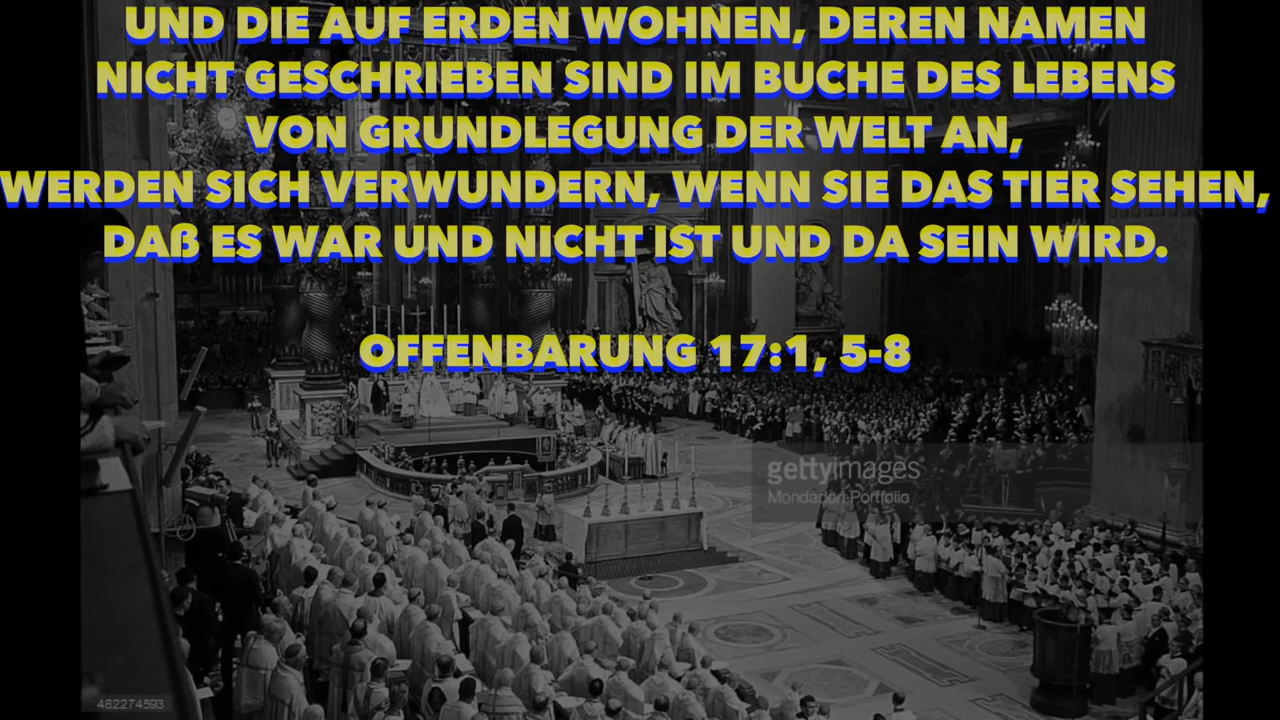 UND DIE AUF ERDEN WOHNEN, DEREN NAMEN
NICHT GESCHRIEBEN SIND IM BUCHE DES LEBENS
VON GRUNDLEGUNG DER WELT AN,
WERDEN SICH VERWUNDERN, WENN SIE DAS TIER SEHEN,
DAß ES WAR UND NICHT IST UND DA SEIN WIRD.
OFFENBARUNG 17:1, 5-8
gettyimages
Mondadori Portfolio
482274593